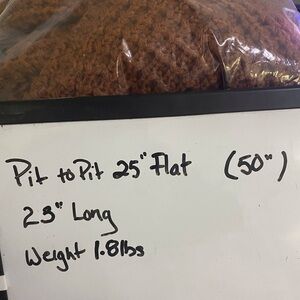 Pit to Pit 25" Flat (50")
23" Long
Weight 1.8lbs